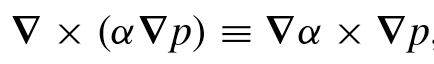 ∇ × (α∇p) ≡ ∇α × ∇p,